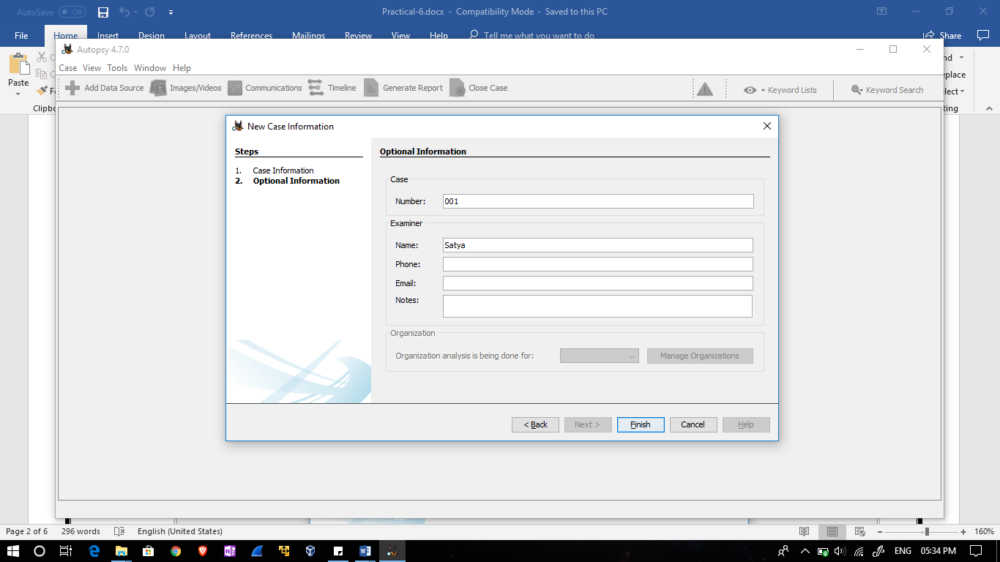 AutoSave Off Practical-6.docx - Compatibility Mode - Saved to this PC
File Home Insert Design Layout References Mailings Review View Help Tell me what you want to do Share
Autopsy 4.7.0
Case View Tools Window Help
Paste
Add Data Source Images/Videos Communications Timeline Generate Report Close Case Keyword Lists Keyword Search
Clipb
New Case Information
Steps
1. Case Information
2. Optional Information
Optional Information
Case
Number: 001
Examiner
Name: Satya
Phone:
Email:
Notes:
Organization
Organization analysis is being done for: Manage Organizations
< Back Next > Finish Cancel Help
Page 2 of 6 296 words English (United States) 160%
ENG 05:34 PM